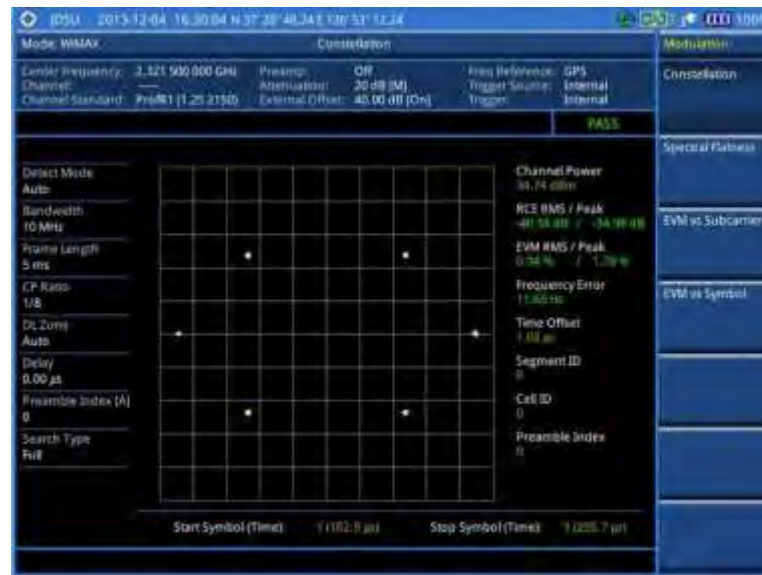 JDSU 2013-12-04 16:30:04 N 37° 28' 48.24 E 126° 53' 12.24
Mode: WiMAX
Constellation
Modulation
Center Frequency: 2.321 500 000 GHz
Channel: ----
Channel Standard:
Preamp: Off
Attenuation: 20 dB [M]
External Offset: 40.00 dB [On]
Freq Reference: GPS
Trigger Source: Internal
Trigger: Internal
PASS
Constellation
Spectral Flatness
EVM vs Subcarrier
EVM vs Symbol
Detect Mode
Auto
Bandwidth
10 MHz
Frame Length
5 ms
CP Ratio
1/8
DL Zone
Auto
Delay
0.00 μs
Preamble Index [A]
0
Search Type
Full
Channel Power
34.74 dBm
RCE RMS / Peak
EVM RMS / Peak
Frequency Error
Time Offset
Segment ID
0
Cell ID
0
Preamble Index
0
Start Symbol (Time):
Stop Symbol (Time):